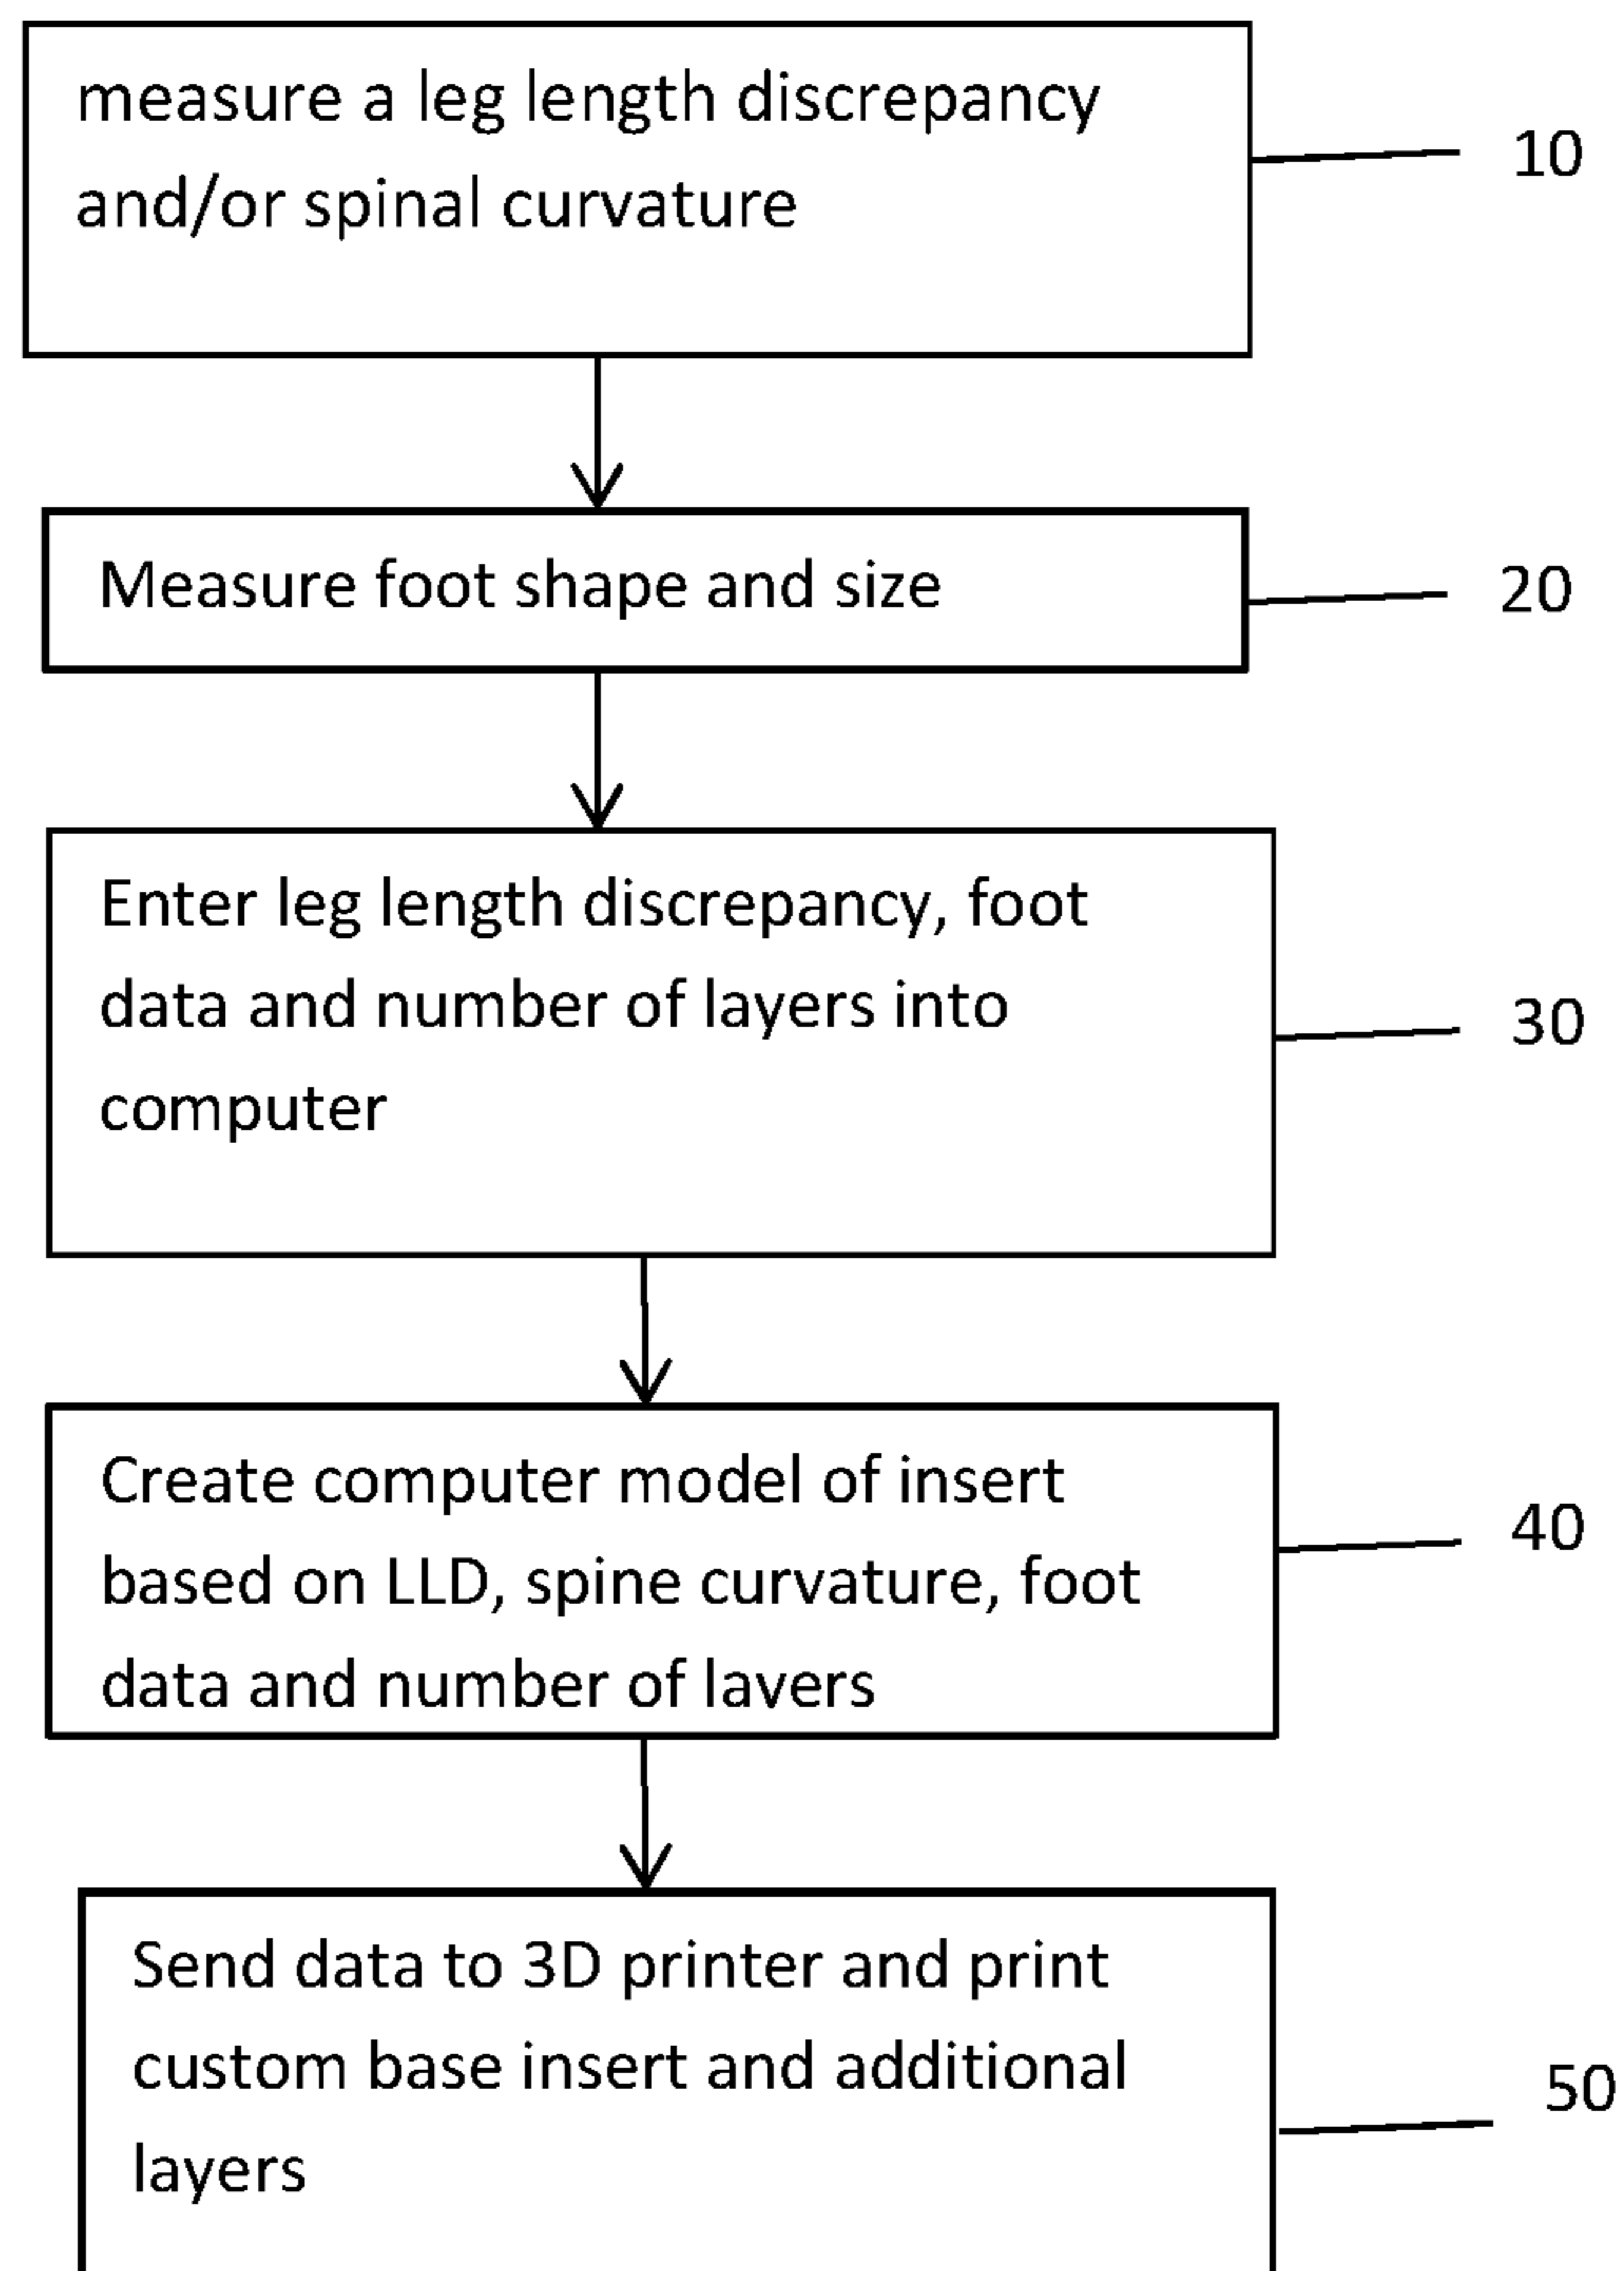 measure a leg length discrepancy
and/or spinal curvature
10
Measure foot shape and size
20
Enter leg length discrepancy, foot
data and number of layers into
computer
30
Create computer model of insert
based on LLD, spine curvature, foot
data and number of layers
40
Send data to 3D printer and print
custom base insert and additional
layers
50